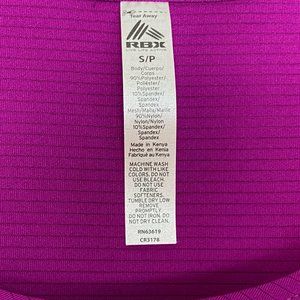 Tear Away
RBX
LIVE LIFE ACTIVE
S/P
Body/Cuerpo/
Corps
90%Polyester/
Poliéster/
Polyester
10%Spandex/
Spandex
Spandex
Mesh/Malla/Maille
90%Nylon/
Nylon/Nylon
10%Spandex/
Spandex/
Spandex
Made in Kenya
Hecho en Kenia
Fabriqué au Kenya
MACHINE WASH
COLD WITH LIKE
COLORS. DO NOT
USE BLEACH.
DO NOT USE
FABRIC
SOFTENERS.
TUMBLE DRY LOW
REMOVE
PROMPTLY.
DO NOT IRON. DO
NOT DRY CLEAN.
RN63619
CR3178